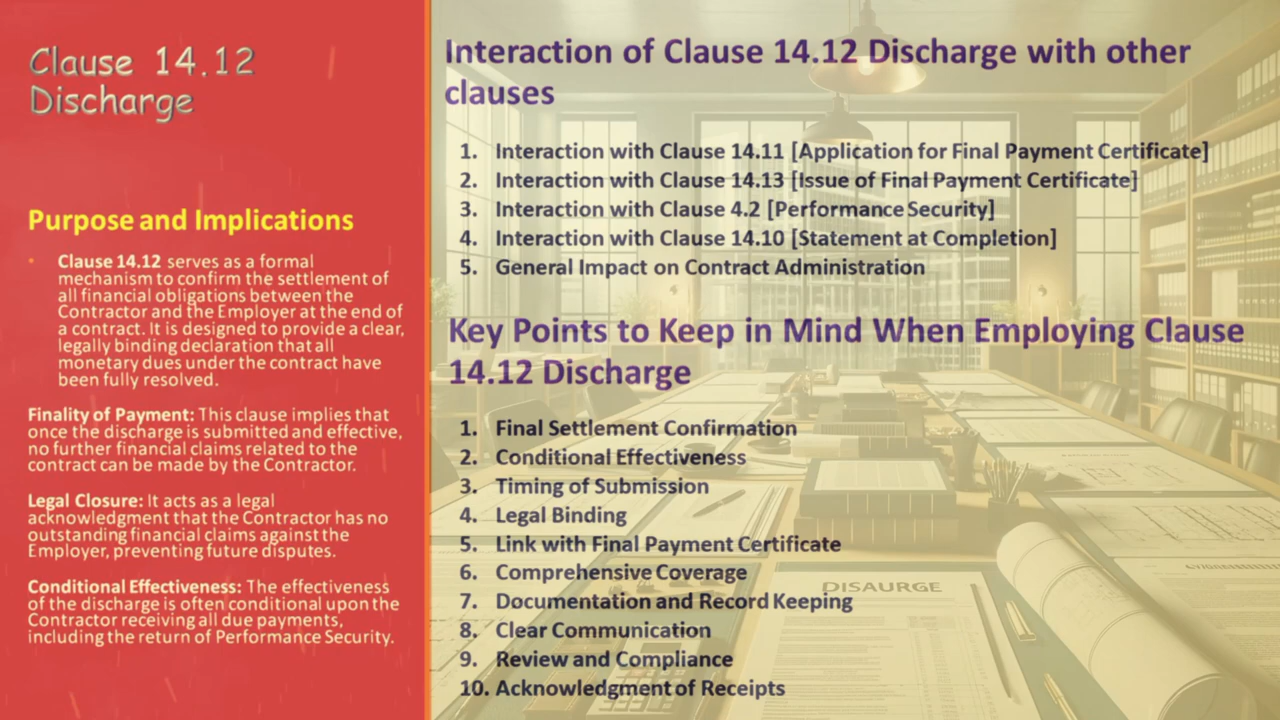 Clause 14.12
Discharge
Purpose and Implications
• Clause 14.12 serves as a formal
mechanism to confirm the settlement of
all financial obligations between the
Contractor and the Employer at the end of
a contract. It is designed to provide a clear,
legally binding declaration that all
monetary dues under the contract have
been fully resolved.
Finality of Payment: This clause implies that
once the discharge is submitted and effective,
no further financial claims related to the
contract can be made by the Contractor.
Legal Closure: It acts as a legal
acknowledgment that the Contractor has no
outstanding financial claims against the
Employer, preventing future disputes.
Conditional Effectiveness: The effectiveness
of the discharge is often conditional upon the
Contractor receiving all due payments,
including the return of Performance Security.
Interaction of Clause 14.12 Discharge with other
clauses
1. Interaction with Clause 14.11 [Application for Final Payment Certificate]
2. Interaction with Clause 14.13 [Issue of Final Payment Certificate]
3. Interaction with Clause 4.2 [Performance Security]
4. Interaction with Clause 14.10 [Statement at Completion]
5. General Impact on Contract Administration
Key Points to Keep in Mind When Employing Clause
14.12 Discharge
1. Final Settlement Confirmation
2. Conditional Effectiveness
3. Timing of Submission
4. Legal Binding
5. Link with Final Payment Certificate
6. Comprehensive Coverage
7. Documentation and Record Keeping
8. Clear Communication
9. Review and Compliance
10. Acknowledgment of Receipts
DISAURGE